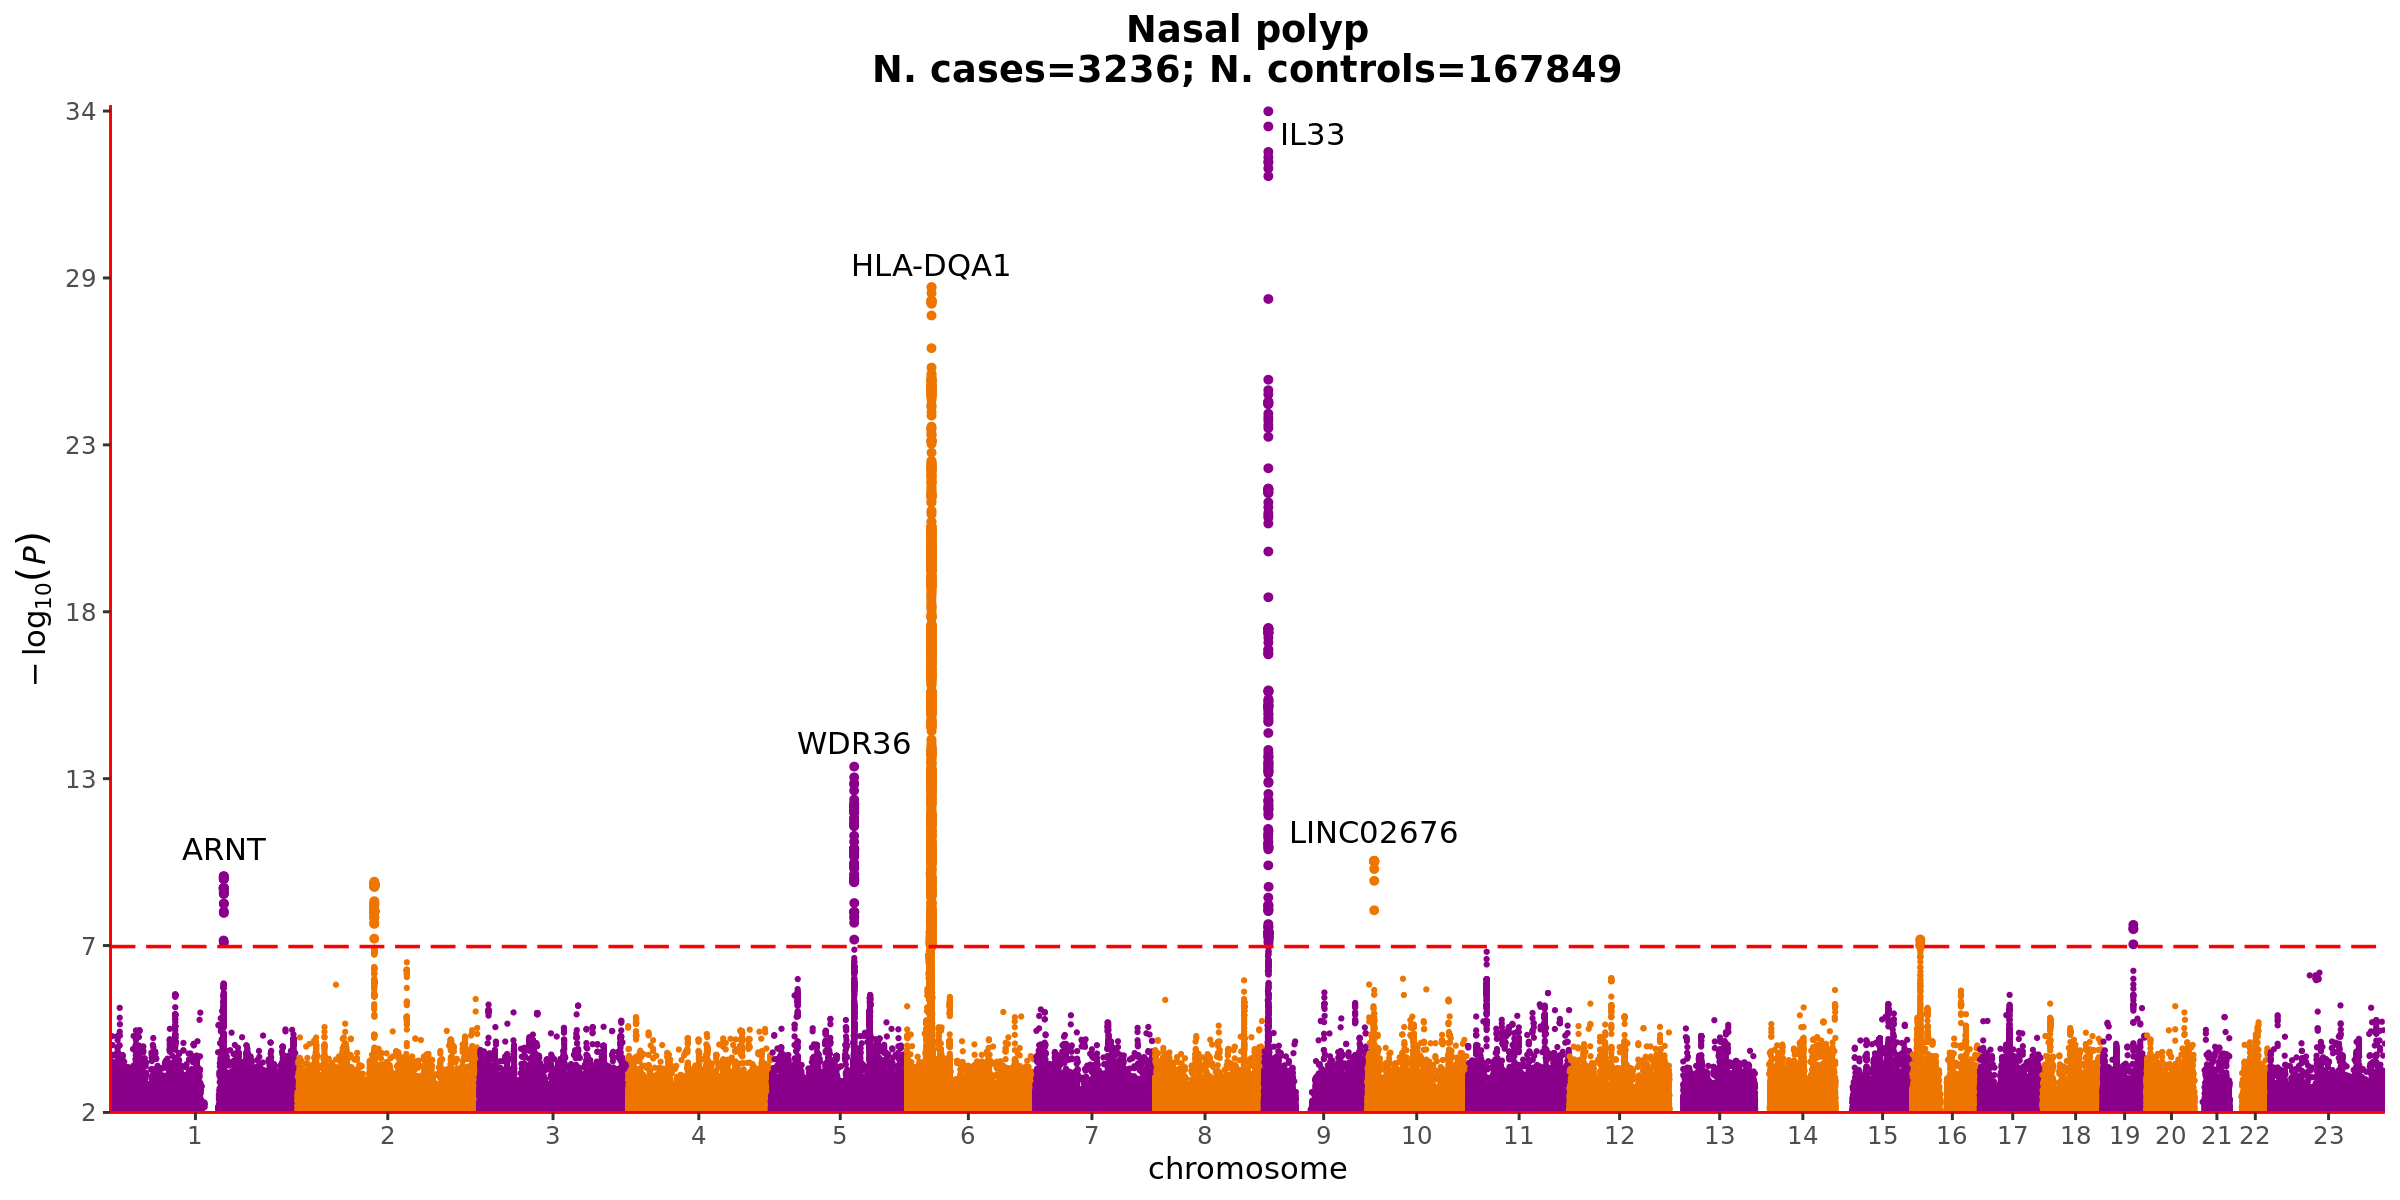 Nasal polyp
N. cases=3236; N. controls=167849
34
IL33
29
HLA-DQA1
23
18
−log10(P)
WDR36
13
LINC02676
ARNT
7
2
1 2 3 4 5 6 7 8 9 10 11 12 13 14 15 16 17 18 19 20 21 22 23
chromosome